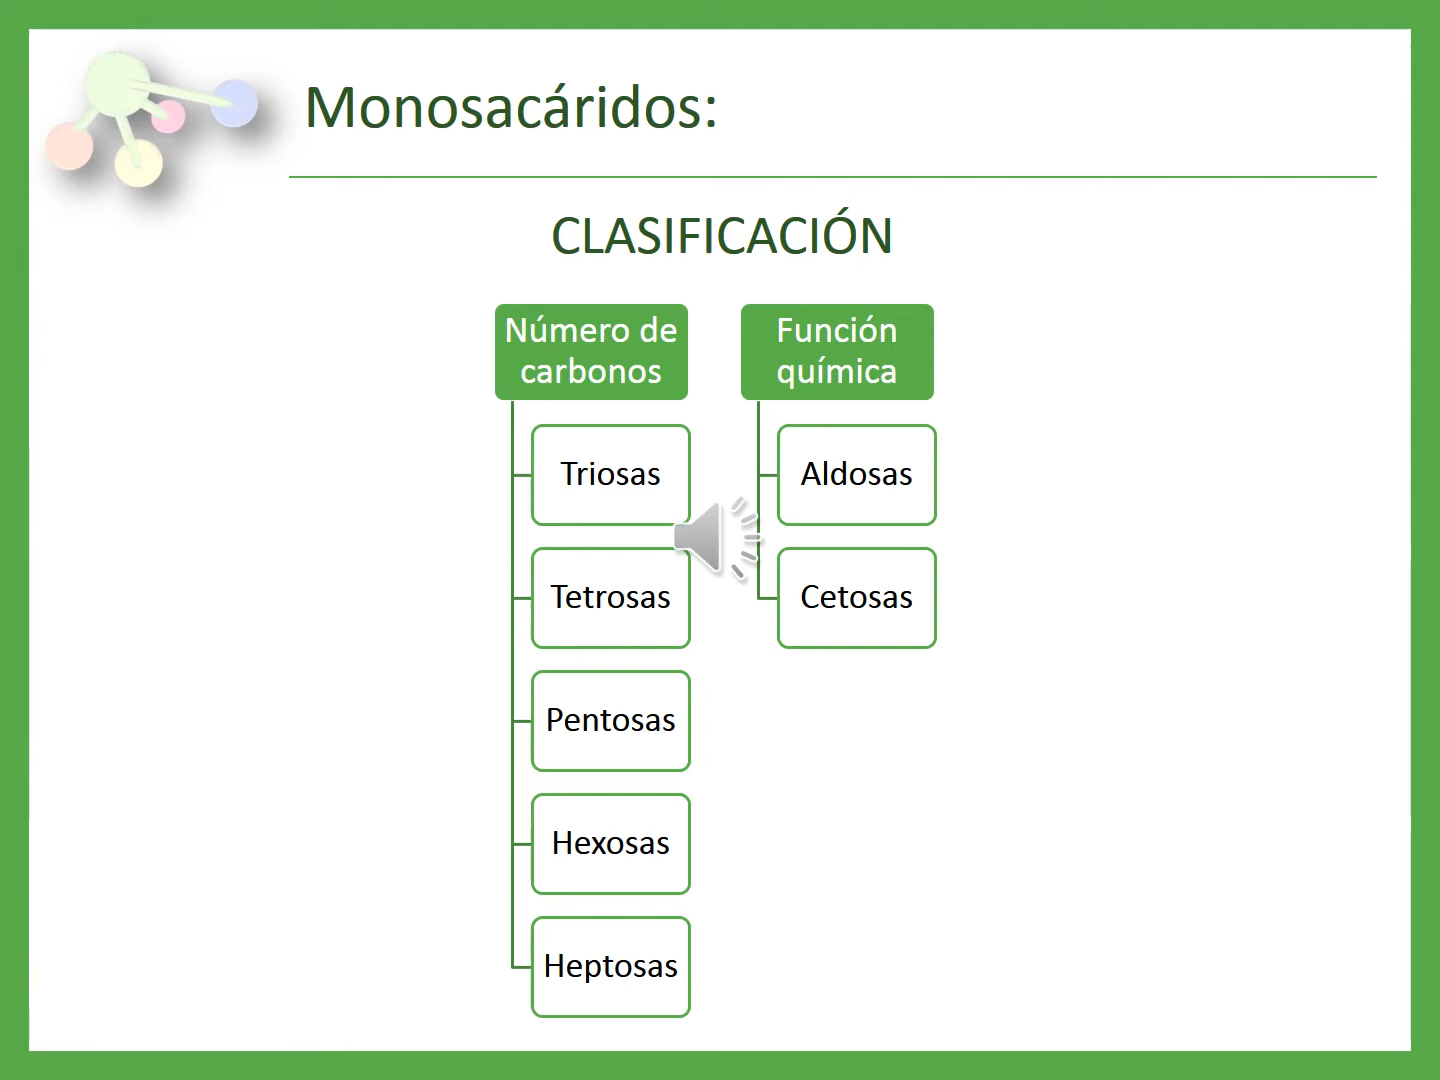 Monosacáridos:
CLASIFICACIÓN
Número de
carbonos
Triosas
Tetrosas
Pentosas
Hexosas
Heptosas
Función
química
Aldosas
Cetosas